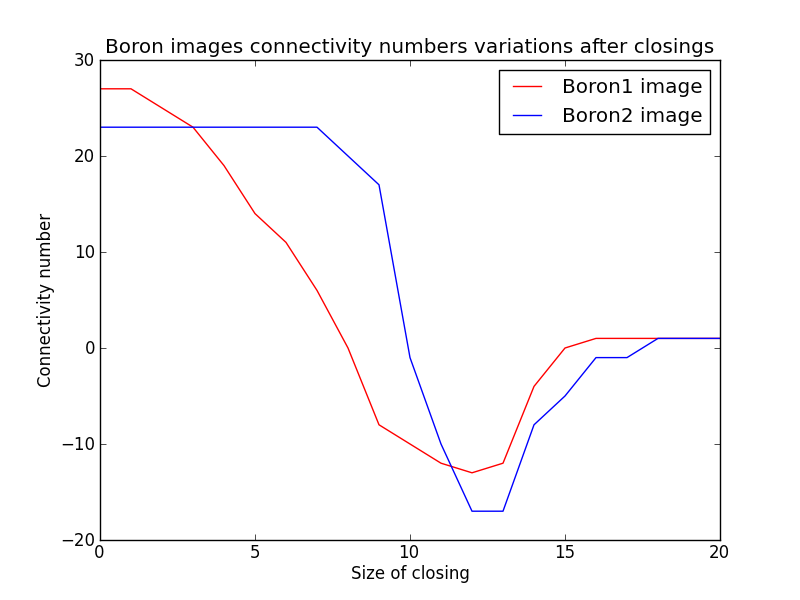 Boron images connectivity numbers variations after closings
Boron1 image
Boron2 image
30
20
10
0
−10
−20
Connectivity number
0 5 10 15 20
Size of closing